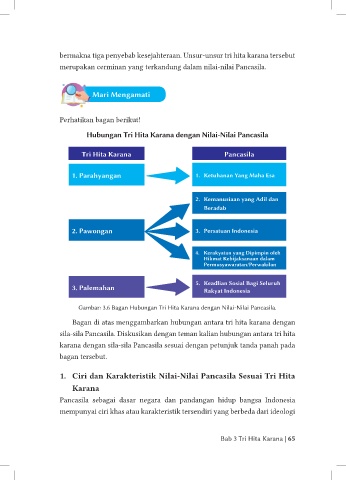 bermakna tiga penyebab kesejahteraan. Unsur-unsur tri hita karana tersebut
merupakan cerminan yang terkandung dalam nilai-nilai Pancasila.
Mari Mengamati
Perhatikan bagan berikut!
Hubungan Tri Hita Karana dengan Nilai-Nilai Pancasila
Tri Hita Karana
Pancasila
1. Parahyangan
1. Ketuhanan Yang Maha Esa
2. Kemanusiaan yang Adil dan
Beradab
2. Pawongan
3. Persatuan Indonesia
4. Kerakyatan yang Dipimpin oleh
Hikmat Kebijaksanaan dalam
Permusyawaratan/Perwakilan
3. Palemahan
5. Keadilan Sosial Bagi Seluruh
Rakyat Indonesia
Gambar: 3.6 Bagan Hubungan Tri Hita Karana dengan Nilai-Nilai Pancasila.
Bagan di atas menggambarkan hubungan antara tri hita karana dengan
sila-sila Pancasila. Diskusikan dengan teman kalian hubungan antara tri hita
karana dengan sila-sila Pancasila sesuai dengan petunjuk tanda panah pada
bagan tersebut.
1. Ciri dan Karakteristik Nilai-Nilai Pancasila Sesuai Tri Hita
Karana
Pancasila sebagai dasar negara dan pandangan hidup bangsa Indonesia
mempunyai ciri khas atau karakteristik tersendiri yang berbeda dari ideologi
Bab 3 Tri Hita Karana | 65